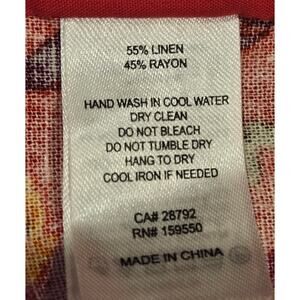 55% LINEN
45% RAYON
HAND WASH IN COOL WATER
DRY CLEAN
DO NOT BLEACH
DO NOT TUMBLE DRY
HANG TO DRY
COOL IRON IF NEEDED
CA# 28792
RN# 159550
MADE IN CHINA